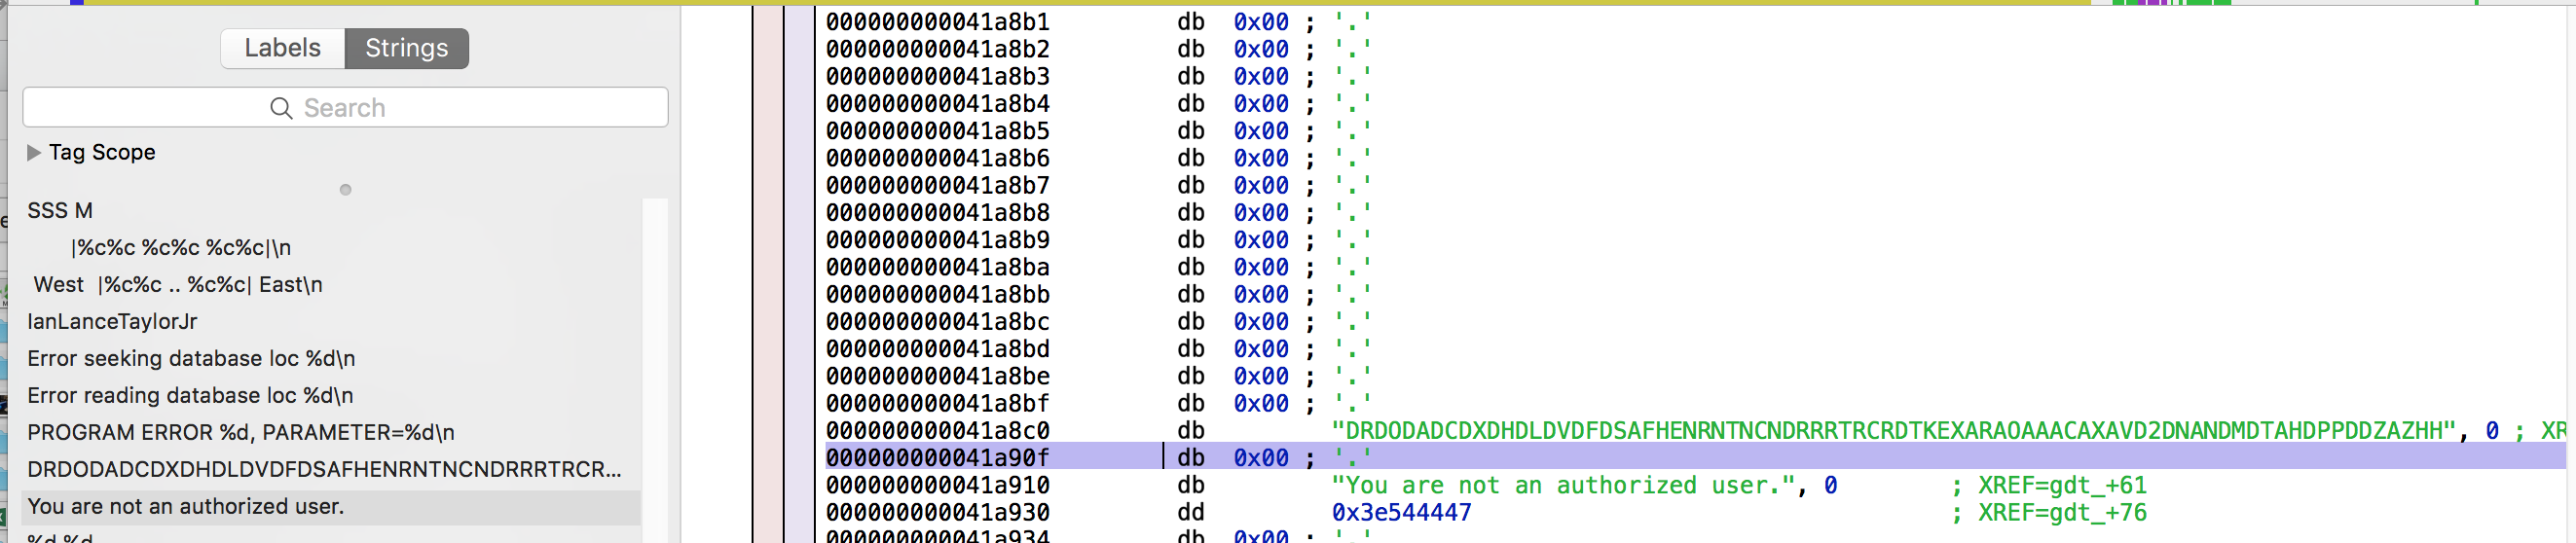 Labels Strings
Search
Tag Scope
SSS M
|%c%c %c%c %c%c|\n
West |%c%c .. %c%c| East\n
IanLanceTaylorJr
Error seeking database loc %d\n
Error reading database loc %d\n
PROGRAM ERROR %d, PARAMETER=%d\n
DRDODADCDXDHDLDVDFDSAFHENRNTNCNDRRRTRCR...
You are not an authorized user.
%d %d
000000000041a8b1 db 0x00 ; '.'
000000000041a8b2 db 0x00 ; '.'
000000000041a8b3 db 0x00 ; '.'
000000000041a8b4 db 0x00 ; '.'
000000000041a8b5 db 0x00 ; '.'
000000000041a8b6 db 0x00 ; '.'
000000000041a8b7 db 0x00 ; '.'
000000000041a8b8 db 0x00 ; '.'
000000000041a8b9 db 0x00 ; '.'
000000000041a8ba db 0x00 ; '.'
000000000041a8bb db 0x00 ; '.'
000000000041a8bc db 0x00 ; '.'
000000000041a8bd db 0x00 ; '.'
000000000041a8be db 0x00 ; '.'
000000000041a8bf db 0x00 ; '.'
000000000041a8c0 db "DRDODADCDXDHDLDVDFDSAFHENRNTNCNDRRRTRCRDTKEXARAOAAACAXAVD2DNANDMDTAHDPPDDZAZHH", 0 ; XR
000000000041a90f db 0x00 ; '.'
000000000041a910 db "You are not an authorized user.", 0 ; XREF=gdt_+61
000000000041a930 dd 0x3e544447 ; XREF=gdt_+76
000000000041a934 db 0x00 ; '.'